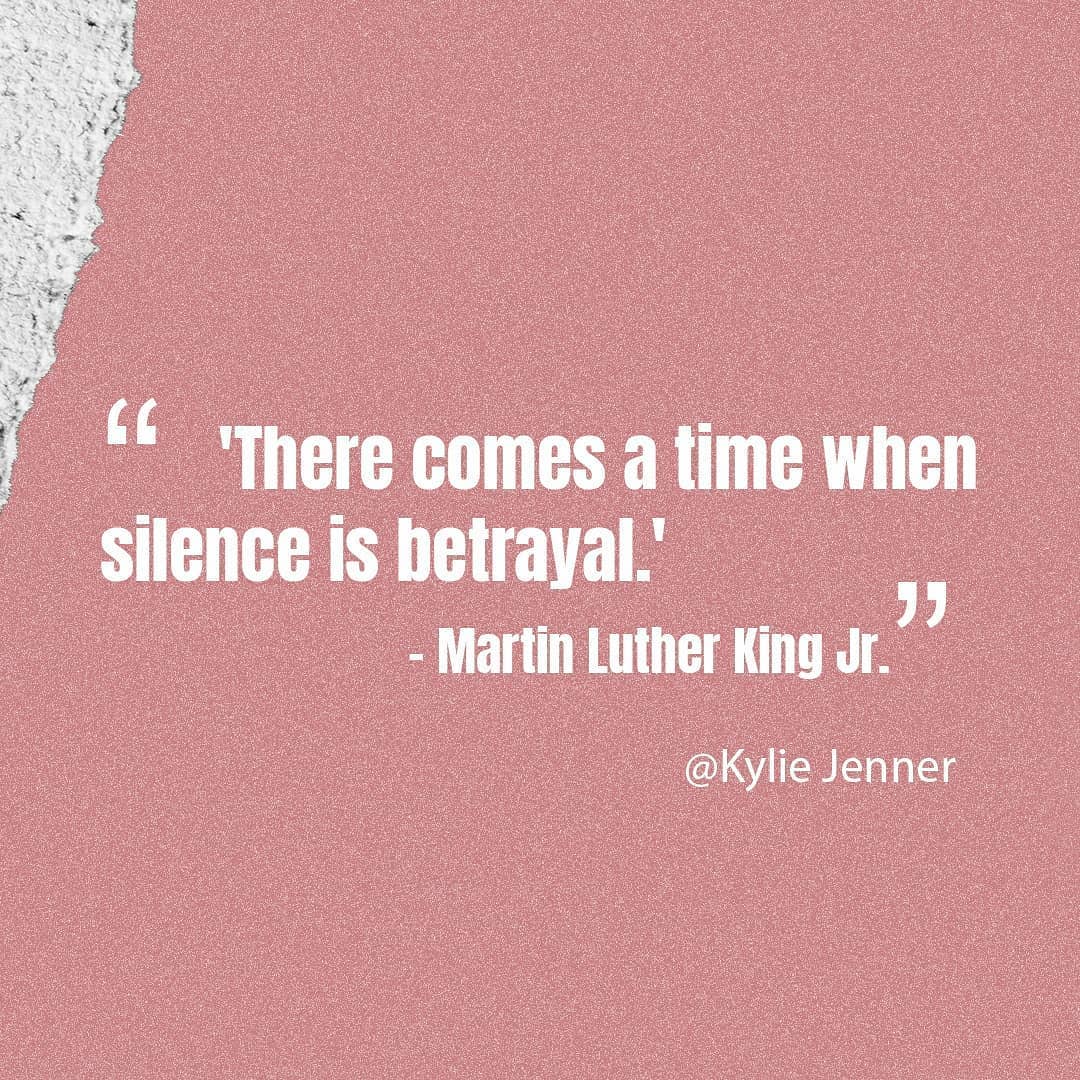 “ 'There comes a time when
silence is betrayal.'
- Martin Luther King Jr. ”
@Kylie Jenner